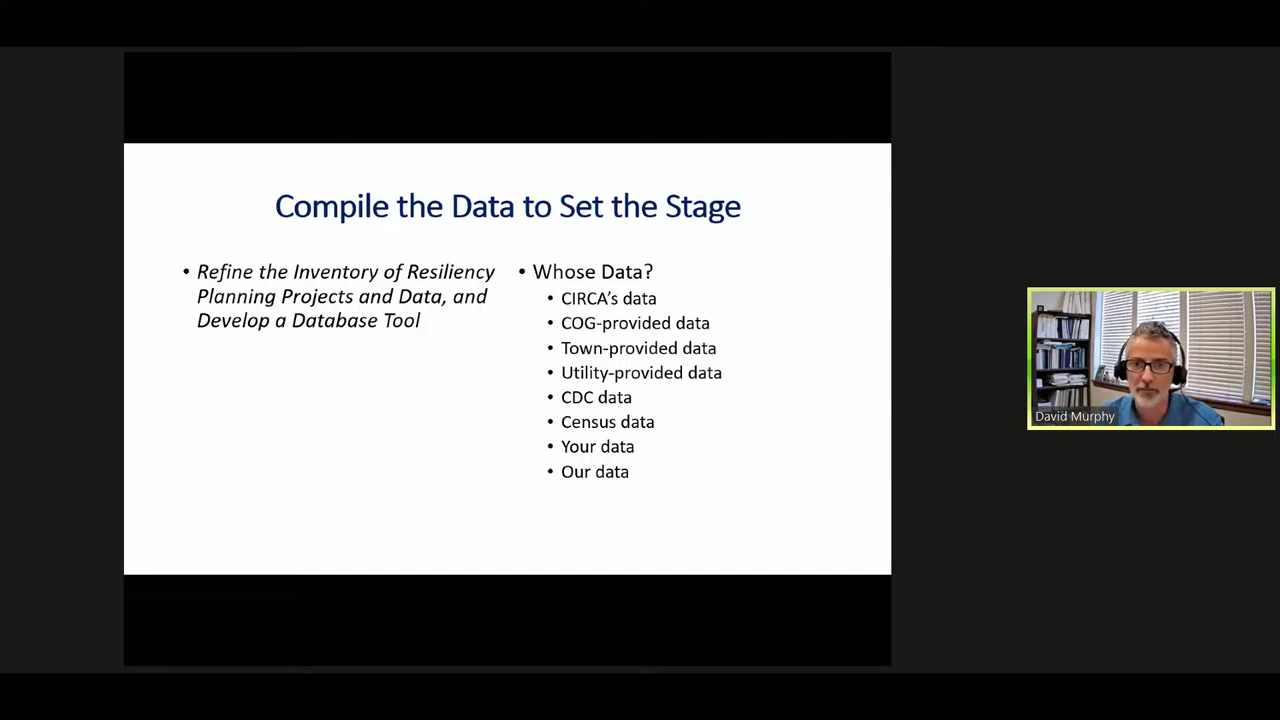 Compile the Data to Set the Stage
• Refine the Inventory of Resiliency
Planning Projects and Data, and
Develop a Database Tool
• Whose Data?
• CIRCA's data
• COG-provided data
• Town-provided data
• Utility-provided data
• CDC data
• Census data
• Your data
• Our data
David Murphy